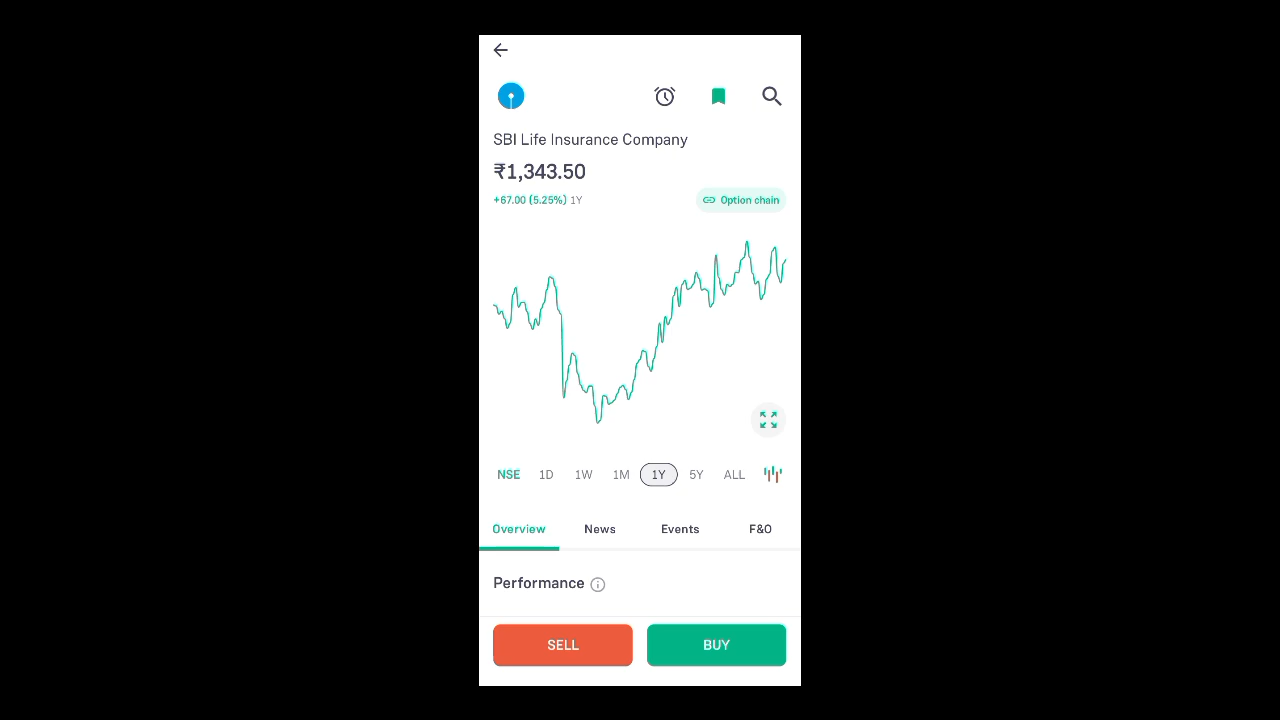 SBI Life Insurance Company
₹1,343.50
+67.00 (5.25%) 1Y
Option chain
NSE 1D 1W 1M 1Y 5Y ALL
Overview News Events F&O
Performance
SELL BUY